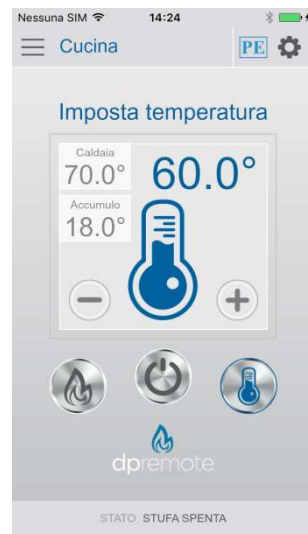 Nessuna SIM 14:24
Cucina PE
Imposta temperatura
Caldaia
70.0°
60.0°
Accumulo
18.0°
dpremote
STATO STUFA SPENTA